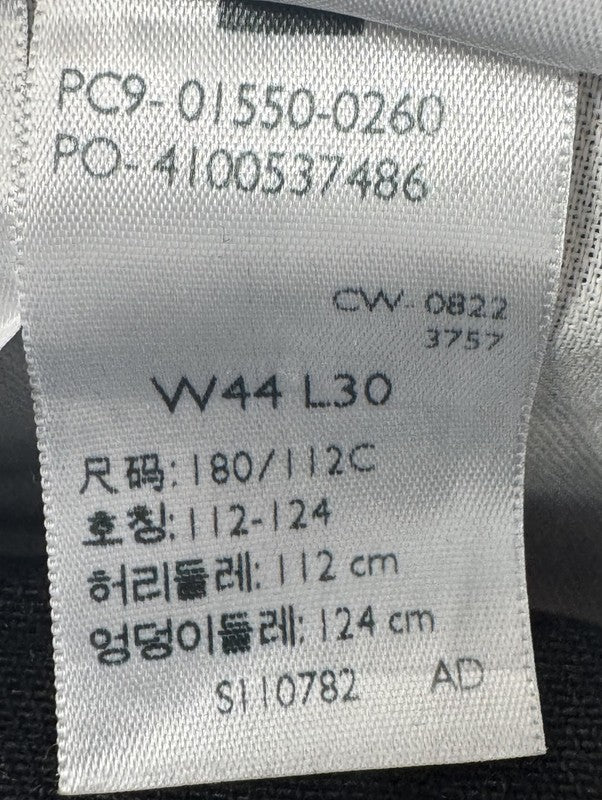 PC9-01550-0260
PO-4100537486
CW-0822
3757
W44 L30
尺码:180/112C
호칭:112-124
허리둘레:112 cm
엉덩이둘레:124 cm
S110782 AD